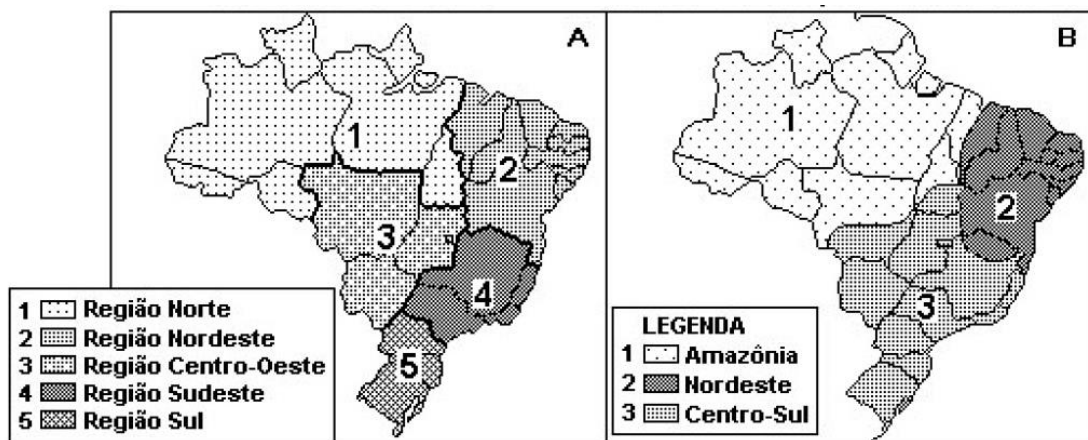 A
1
2
3
4
5
1 Região Norte
2 Região Nordeste
3 Região Centro-Oeste
4 Região Sudeste
5 Região Sul
B
1
2
3
LEGENDA
1 Amazônia
2 Nordeste
3 Centro-Sul